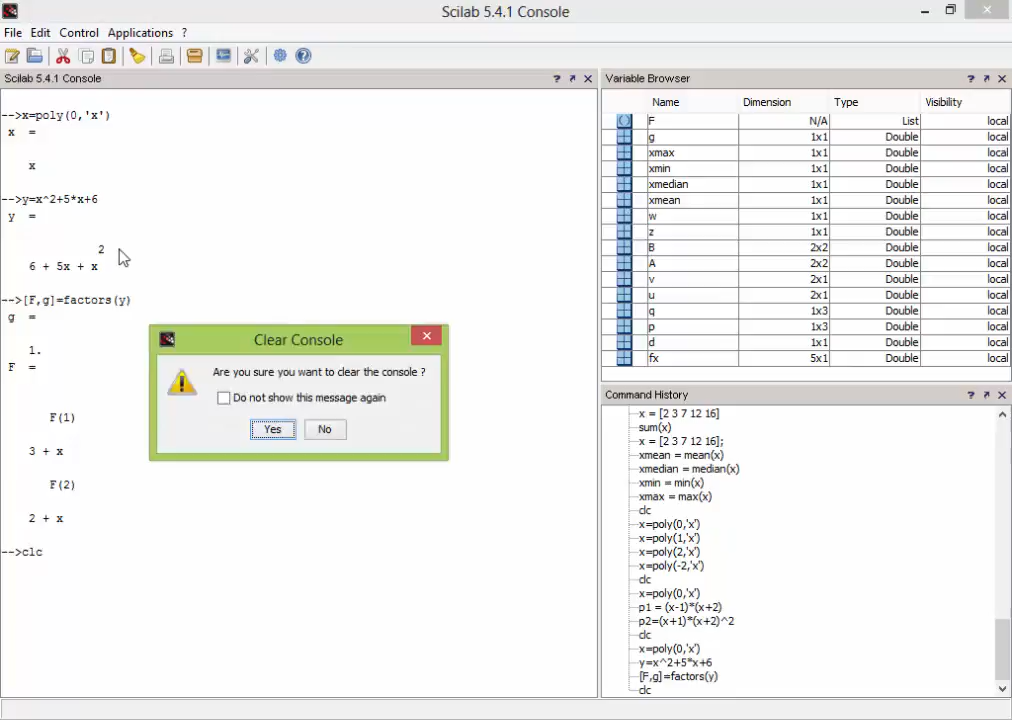 Scilab 5.4.1 Console
File Edit Control Applications ?
Scilab 5.4.1 Console
-->x=poly(0,'x')
x =
x
-->y=x^2+5*x+6
y =
2
6 + 5x + x
-->[F,g]=factors(y)
g =
1.
F =
F(1)
3 + x
F(2)
2 + x
-->clc
Clear Console
Are you sure you want to clear the console ?
Do not show this message again
Yes No
Variable Browser
Name Dimension Type Visibility
F N/A List local
g 1x1 Double local
xmax 1x1 Double local
xmin 1x1 Double local
xmedian 1x1 Double local
xmean 1x1 Double local
w 1x1 Double local
z 1x1 Double local
B 2x2 Double local
A 2x2 Double local
v 2x1 Double local
u 2x1 Double local
q 1x3 Double local
p 1x3 Double local
d 1x1 Double local
fx 5x1 Double local
Command History
x = [2 3 7 12 16]
sum(x)
x = [2 3 7 12 16];
xmean = mean(x)
xmedian = median(x)
xmin = min(x)
xmax = max(x)
clc
x=poly(0,'x')
x=poly(1,'x')
x=poly(2,'x')
x=poly(-2,'x')
clc
x=poly(0,'x')
p1 = (x-1)*(x+2)
p2=(x+1)*(x+2)^2
clc
x=poly(0,'x')
y=x^2+5*x+6
[F,g]=factors(y)
clc